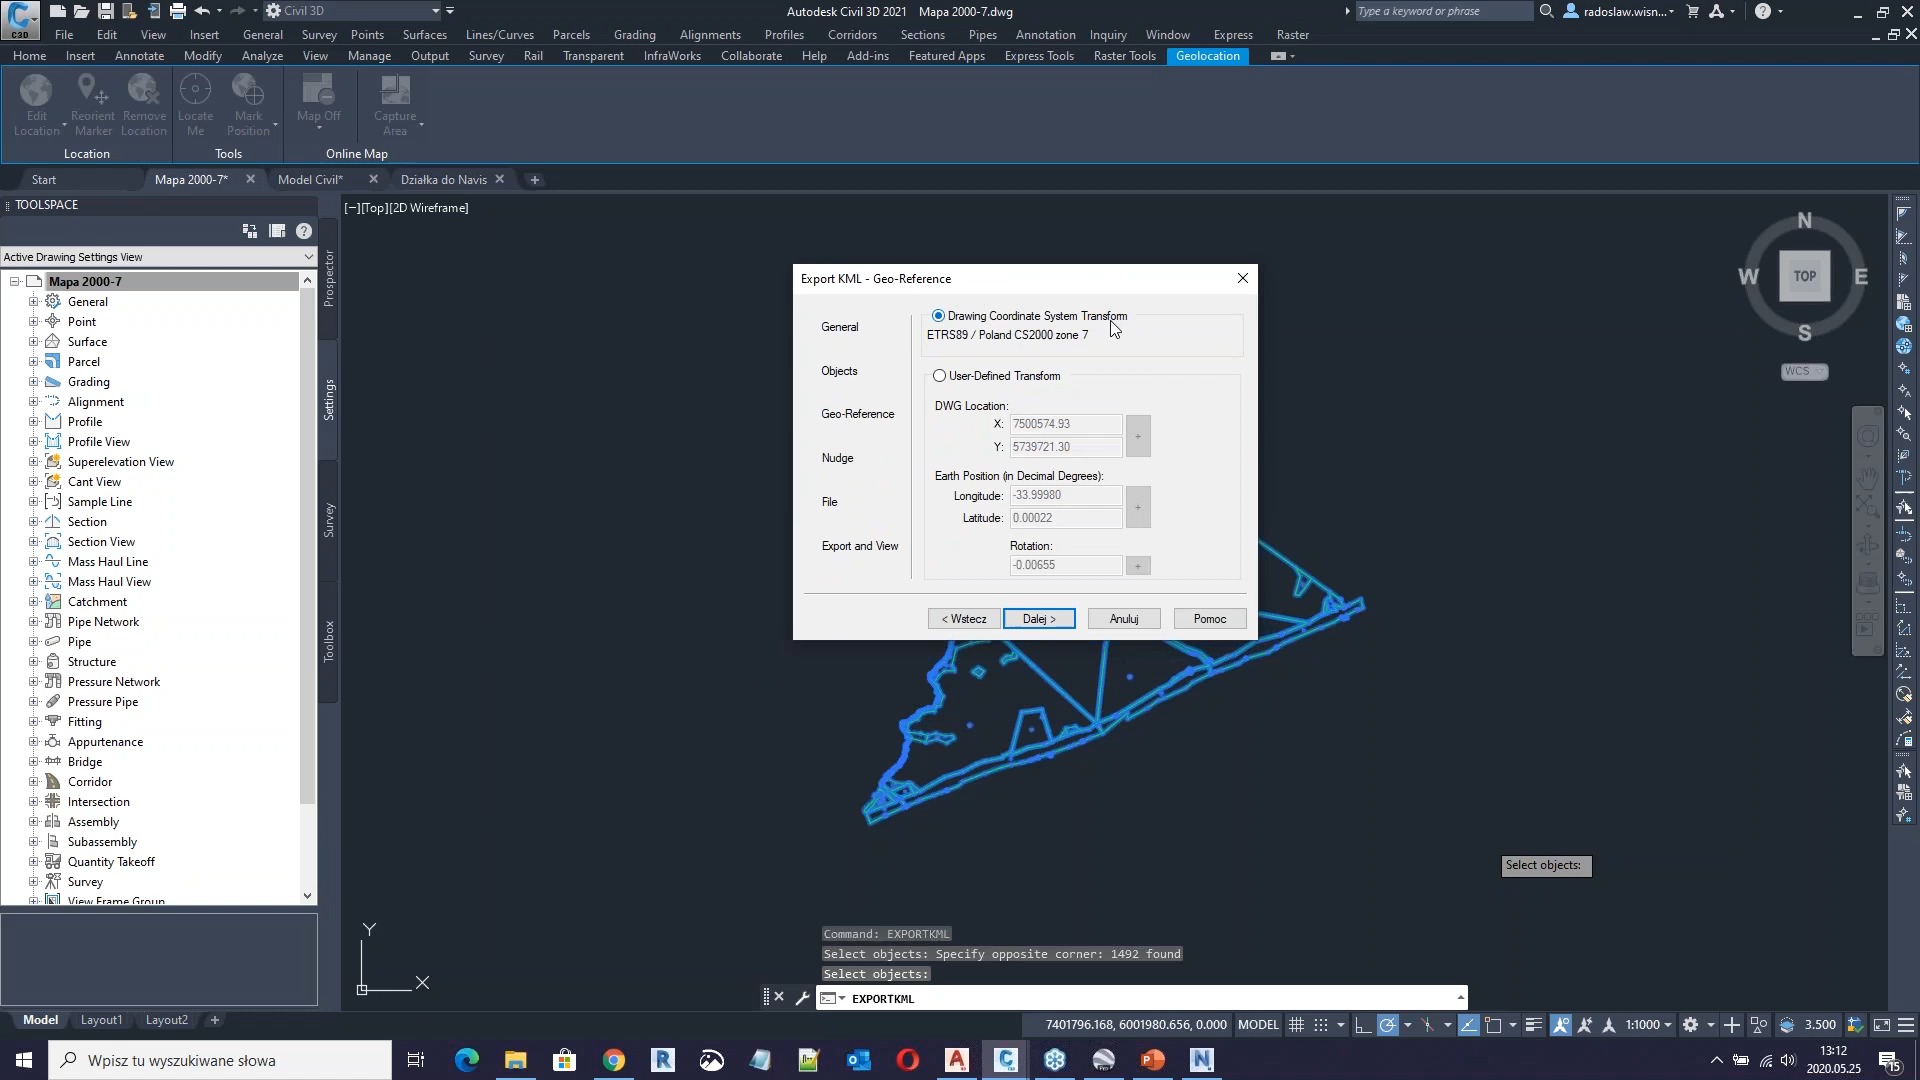 C3D
Civil 3D
Autodesk Civil 3D 2021 Mapa 2000-7.dwg
Type a keyword or phrase
radoslaw.wisn...
File Edit View Insert General Survey Points Surfaces Lines/Curves Parcels Grading Alignments Profiles Corridors Sections Pipes Annotation Inquiry Window Express Raster
Home Insert Annotate Modify Analyze View Manage Output Survey Rail Transparent InfraWorks Collaborate Help Add-ins Featured Apps Express Tools Raster Tools Geolocation
Edit Location
Reorient Marker
Remove Location
Locate Me
Mark Position
Map Off
Capture Area
Location Tools Online Map
Start Mapa 2000-7* Model Civil* Działka do Navis
TOOLSPACE
[−][Top][2D Wireframe]
Active Drawing Settings View
Mapa 2000-7
General
Point
Surface
Parcel
Grading
Alignment
Profile
Profile View
Superelevation View
Cant View
Sample Line
Section
Section View
Mass Haul Line
Mass Haul View
Catchment
Pipe Network
Pipe
Structure
Pressure Network
Pressure Pipe
Fitting
Appurtenance
Bridge
Corridor
Intersection
Assembly
Subassembly
Quantity Takeoff
Survey
View Frame Group
Prospector
Settings
Survey
Toolbox
Export KML - Geo-Reference
General
Objects
Geo-Reference
Nudge
File
Export and View
Drawing Coordinate System Transform
ETRS89 / Poland CS2000 zone 7
User-Defined Transform
DWG Location:
X: 7500574.93
Y: 5739721.30
Earth Position (in Decimal Degrees):
Longitude: -33.99980
Latitude: 0.00022
Rotation:
-0.00655
< Wstecz Dalej > Anuluj Pomoc
N
W TOP E
S
WCS
Select objects:
Y
X
Command: EXPORTKML
Select objects: Specify opposite corner: 1492 found
Select objects:
EXPORTKML
Model Layout1 Layout2
7401796.168, 6001980.656, 0.000 MODEL 1:1000 3.500
Wpisz tu wyszukiwane słowa
13:12
2020.05.25
15